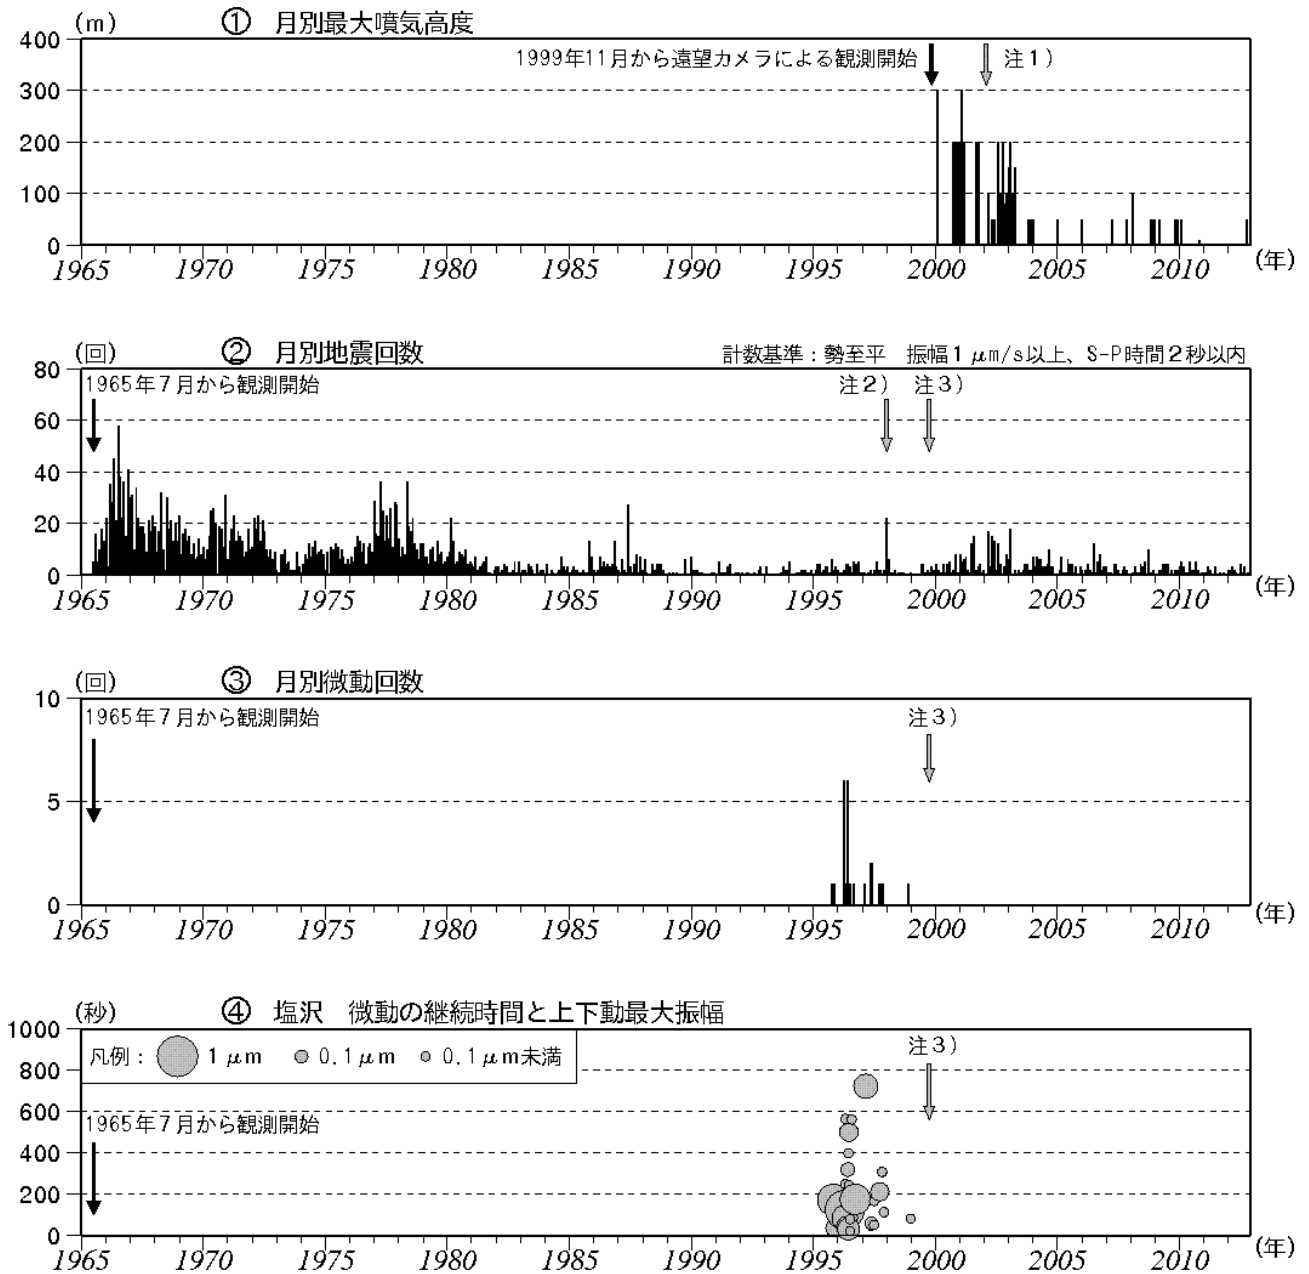 (m) ① 月別最大噴気高度
400
1999年11月から遠望カメラによる観測開始 注1)
300
200
100
0
1965 1970 1975 1980 1985 1990 1995 2000 2005 2010 (年)
(回) ② 月別地震回数 計数基準：勢至平 振幅1μm/s以上、S-P時間2秒以内
80
1965年7月から観測開始 注2) 注3)
60
40
20
0
1965 1970 1975 1980 1985 1990 1995 2000 2005 2010 (年)
(回) ③ 月別微動回数
10
1965年7月から観測開始 注3)
5
0
1965 1970 1975 1980 1985 1990 1995 2000 2005 2010 (年)
(秒) ④ 塩沢 微動の継続時間と上下動最大振幅
1000
凡例： 1μm 0.1μm 0.1μm未満 注3)
800
600
1965年7月から観測開始
400
200
0
1965 1970 1975 1980 1985 1990 1995 2000 2005 2010 (年)